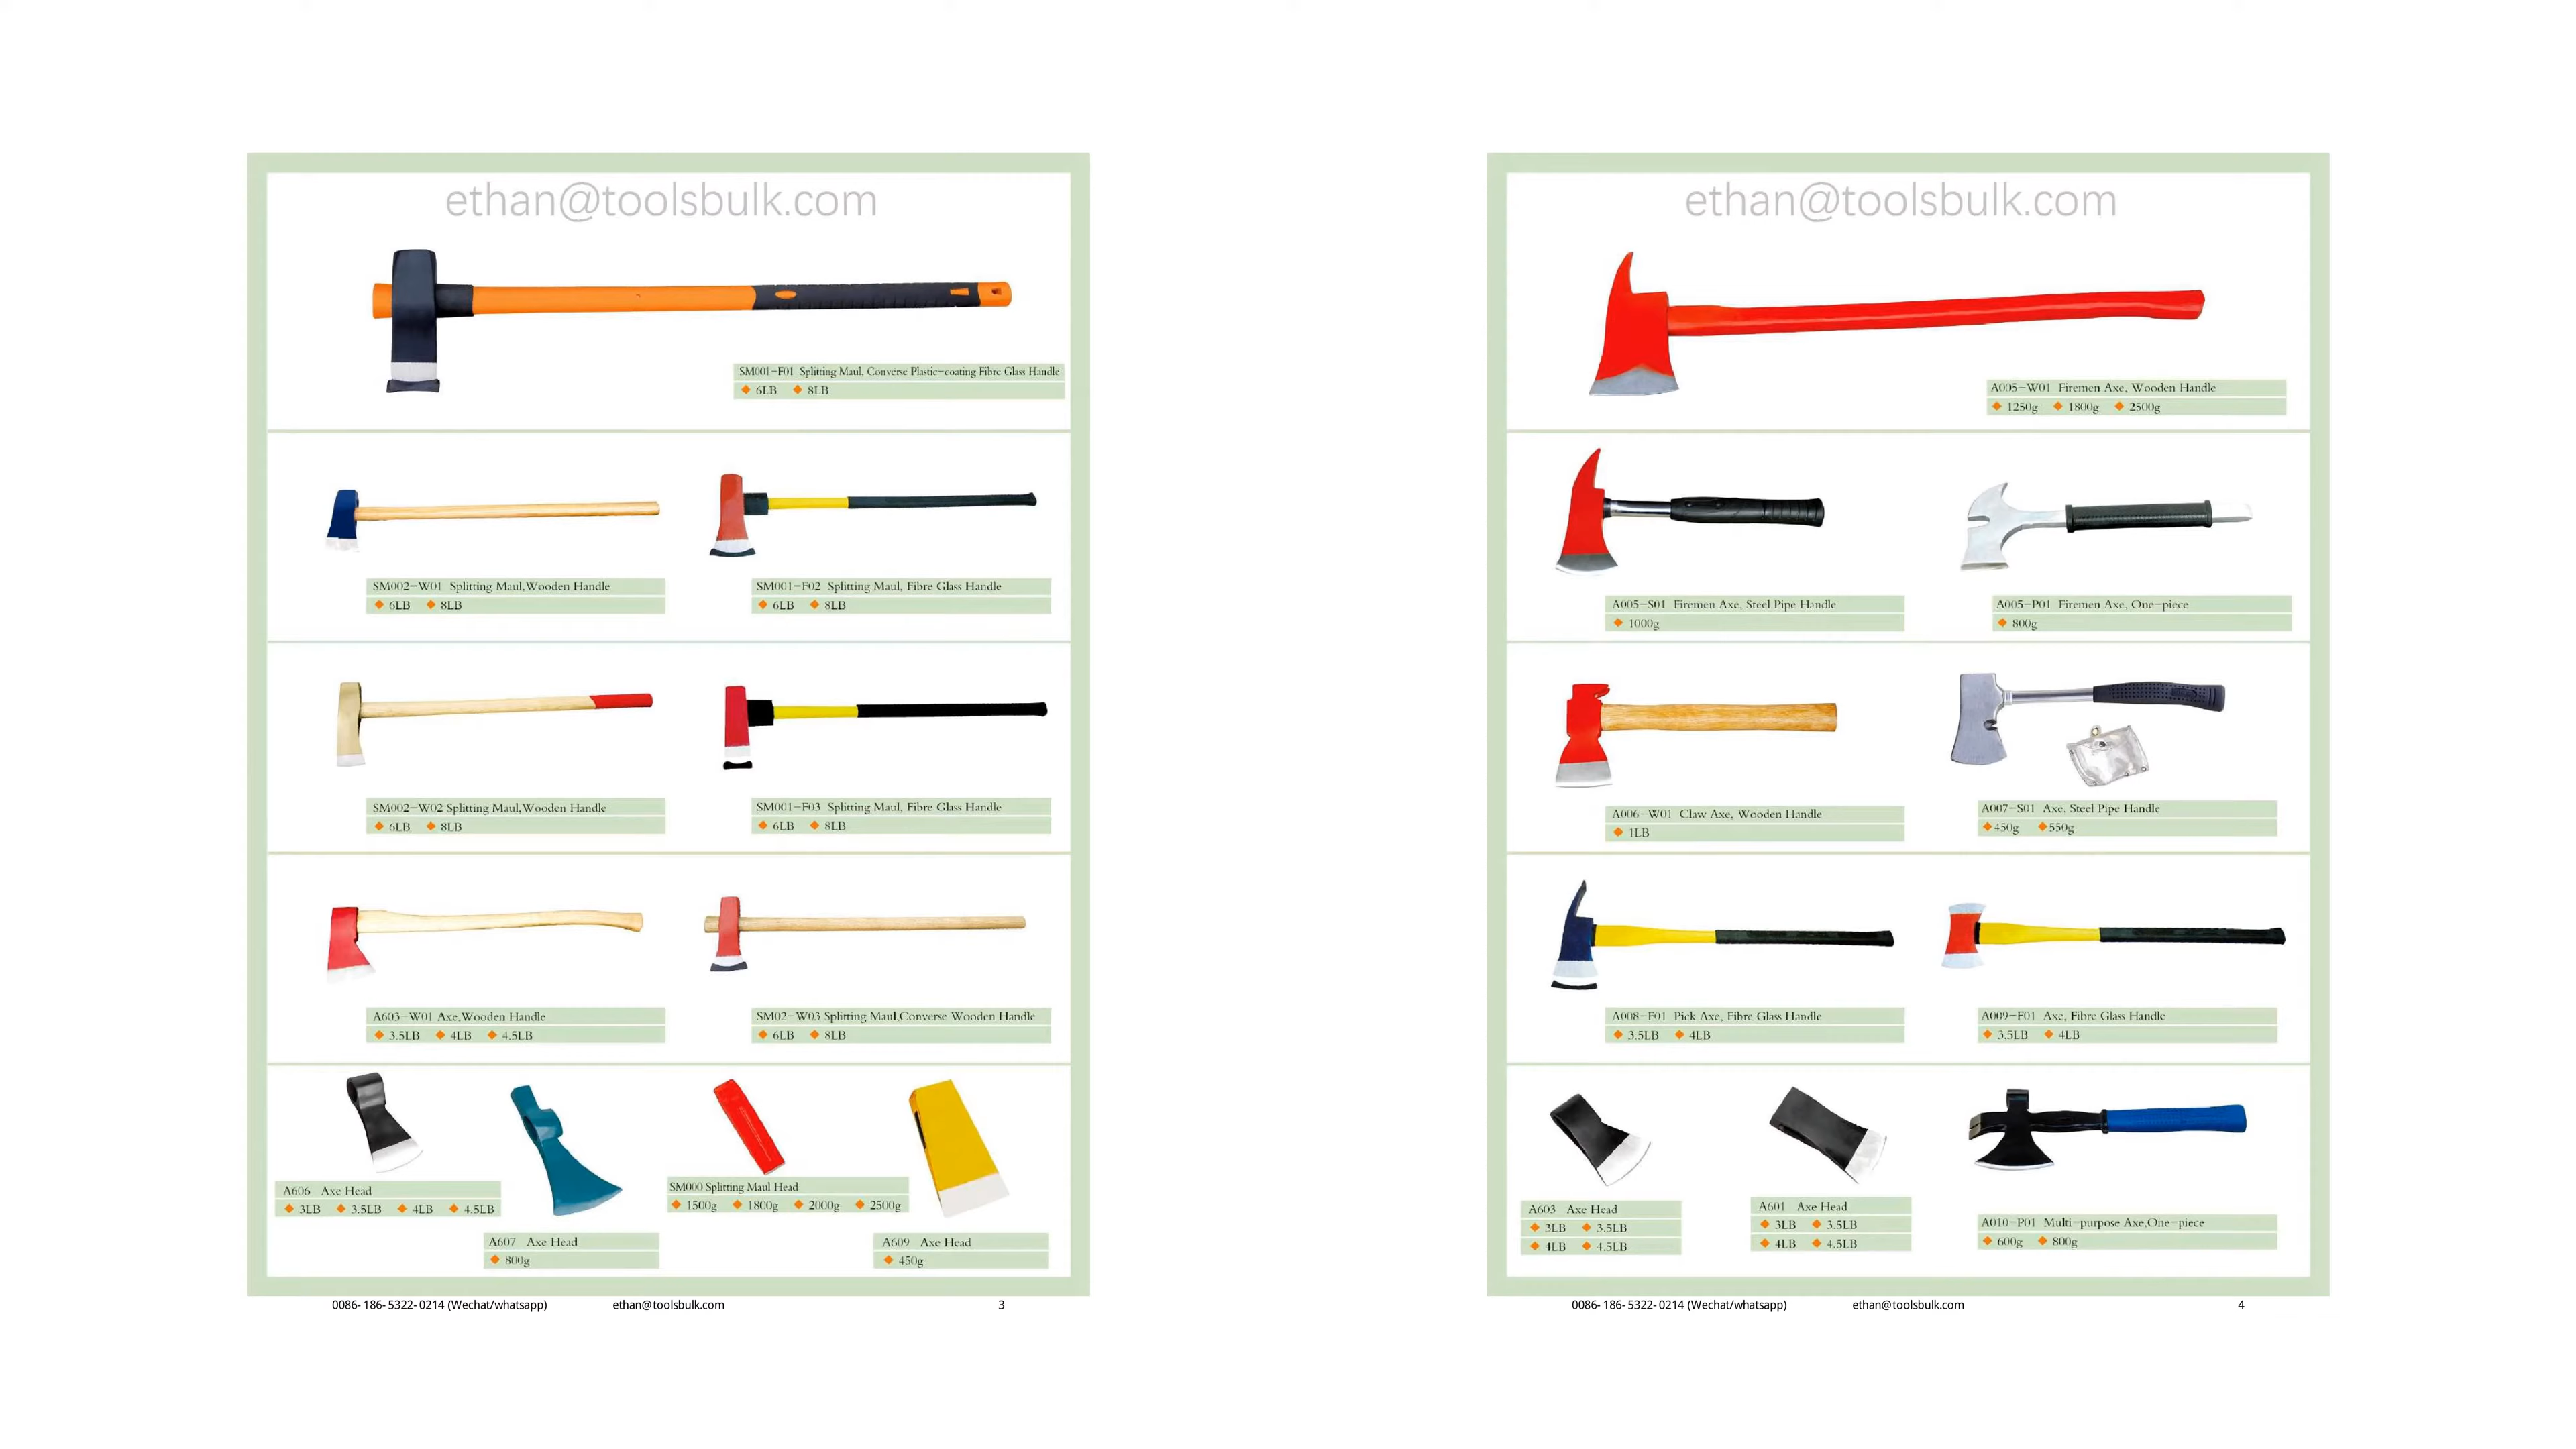 ethan@toolsbulk.com
SM001-F01 Splitting Maul, Converse Plastic-coating Fibre Glass Handle
◆ 6LB ◆ 8LB
SM002-W01 Splitting Maul,Wooden Handle
◆ 6LB ◆ 8LB
SM001-F02 Splitting Maul, Fibre Glass Handle
◆ 6LB ◆ 8LB
SM002-W02 Splitting Maul,Wooden Handle
◆ 6LB ◆ 8LB
SM001-F03 Splitting Maul, Fibre Glass Handle
◆ 6LB ◆ 8LB
A603-W01 Axe,Wooden Handle
◆ 3.5LB ◆ 4LB ◆ 4.5LB
SM02-W03 Splitting Maul,Converse Wooden Handle
◆ 6LB ◆ 8LB
A606 Axe Head
◆ 3LB ◆ 3.5LB ◆ 4LB ◆ 4.5LB
A607 Axe Head
◆ 800g
SM000 Splitting Maul Head
◆ 1500g ◆ 1800g ◆ 2000g ◆ 2500g
A609 Axe Head
◆ 450g
0086- 186- 5322- 0214 (Wechat/whatsapp) ethan@toolsbulk.com 3
ethan@toolsbulk.com
A005-W01 Firemen Axe, Wooden Handle
◆ 1250g ◆ 1800g ◆ 2500g
A005-S01 Firemen Axe, Steel Pipe Handle
◆ 1000g
A005-P01 Firemen Axe, One-piece
◆ 800g
A006-W01 Claw Axe, Wooden Handle
◆ 1LB
A007-S01 Axe, Steel Pipe Handle
◆ 450g ◆ 550g
A008-F01 Pick Axe, Fibre Glass Handle
◆ 3.5LB ◆ 4LB
A009-F01 Axe, Fibre Glass Handle
◆ 3.5LB ◆ 4LB
A603 Axe Head
◆ 3LB ◆ 3.5LB
◆ 4LB ◆ 4.5LB
A601 Axe Head
◆ 3LB ◆ 3.5LB
◆ 4LB ◆ 4.5LB
A010-P01 Multi-purpose Axe,One-piece
◆ 600g ◆ 800g
0086- 186- 5322- 0214 (Wechat/whatsapp) ethan@toolsbulk.com 4